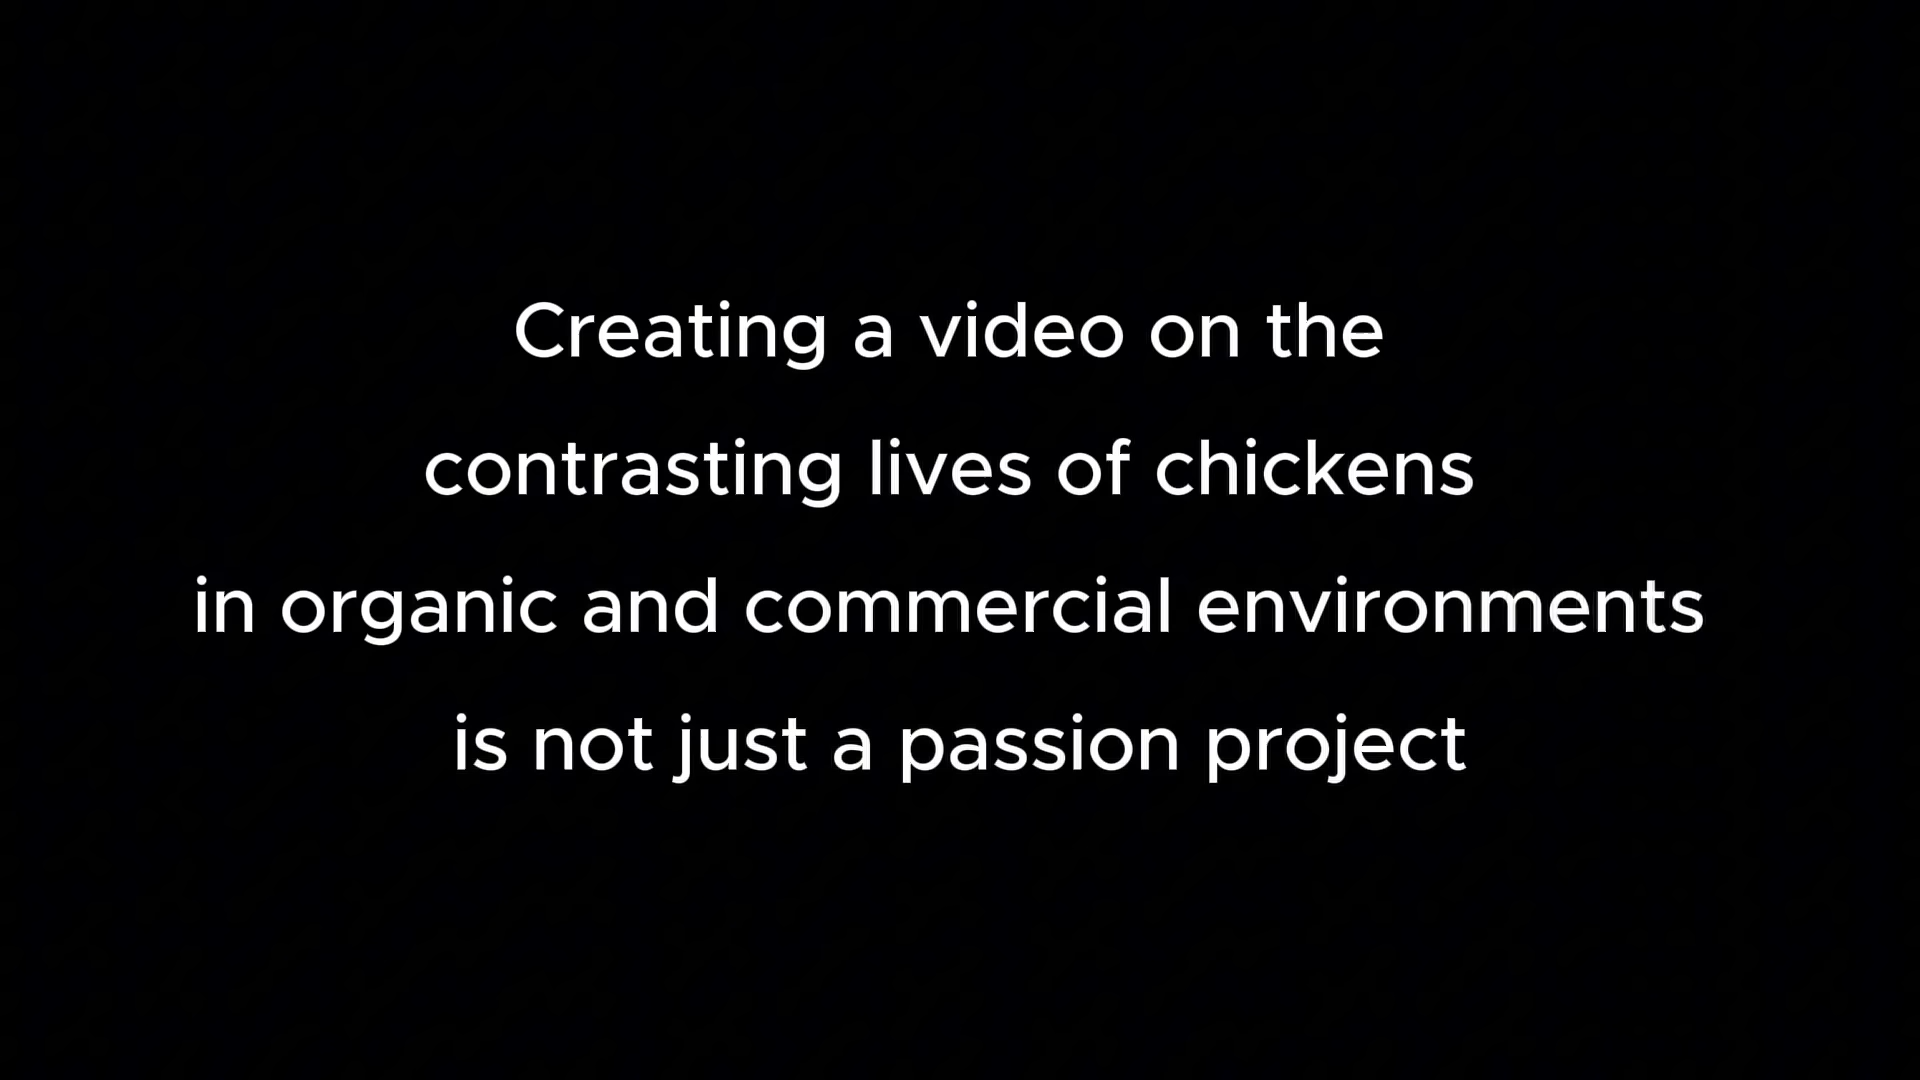 Creating a video on the
contrasting lives of chickens
in organic and commercial environments
is not just a passion project